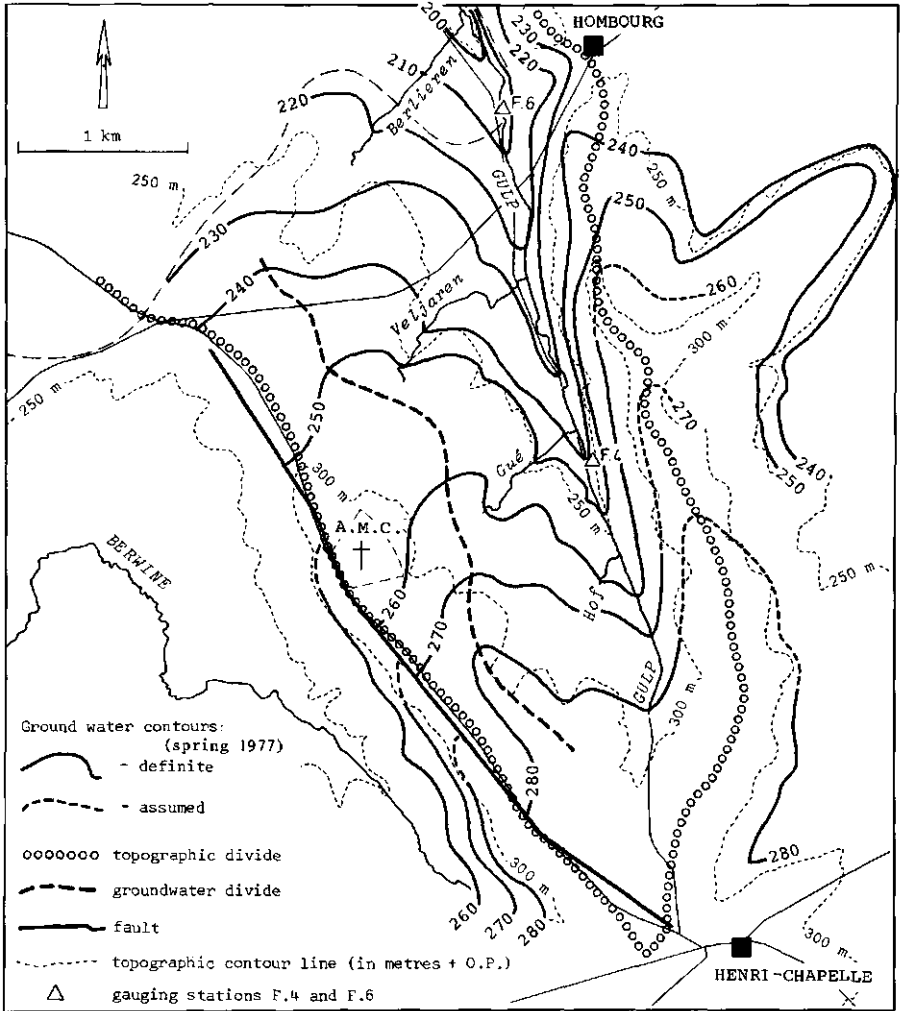 HOMBOURG
200
230
220
210
220
Berlieren
F.6
1 km
250 m
GULP
240
250 m
250
230
260
240
Veljaren
300 m
250 m
250
270
240
250
300 m
Gué
F.4
250 m
A.M.C.
BERWINE
260
Hof
250 m
270
GULP
300 m
280
Ground water contours:
(spring 1977)
- definite
- assumed
topographic divide
groundwater divide
fault
topographic contour line (in metres + O.P.)
gauging stations F.4 and F.6
300 m
260
270
280
280
300 m
HENRI-CHAPELLE